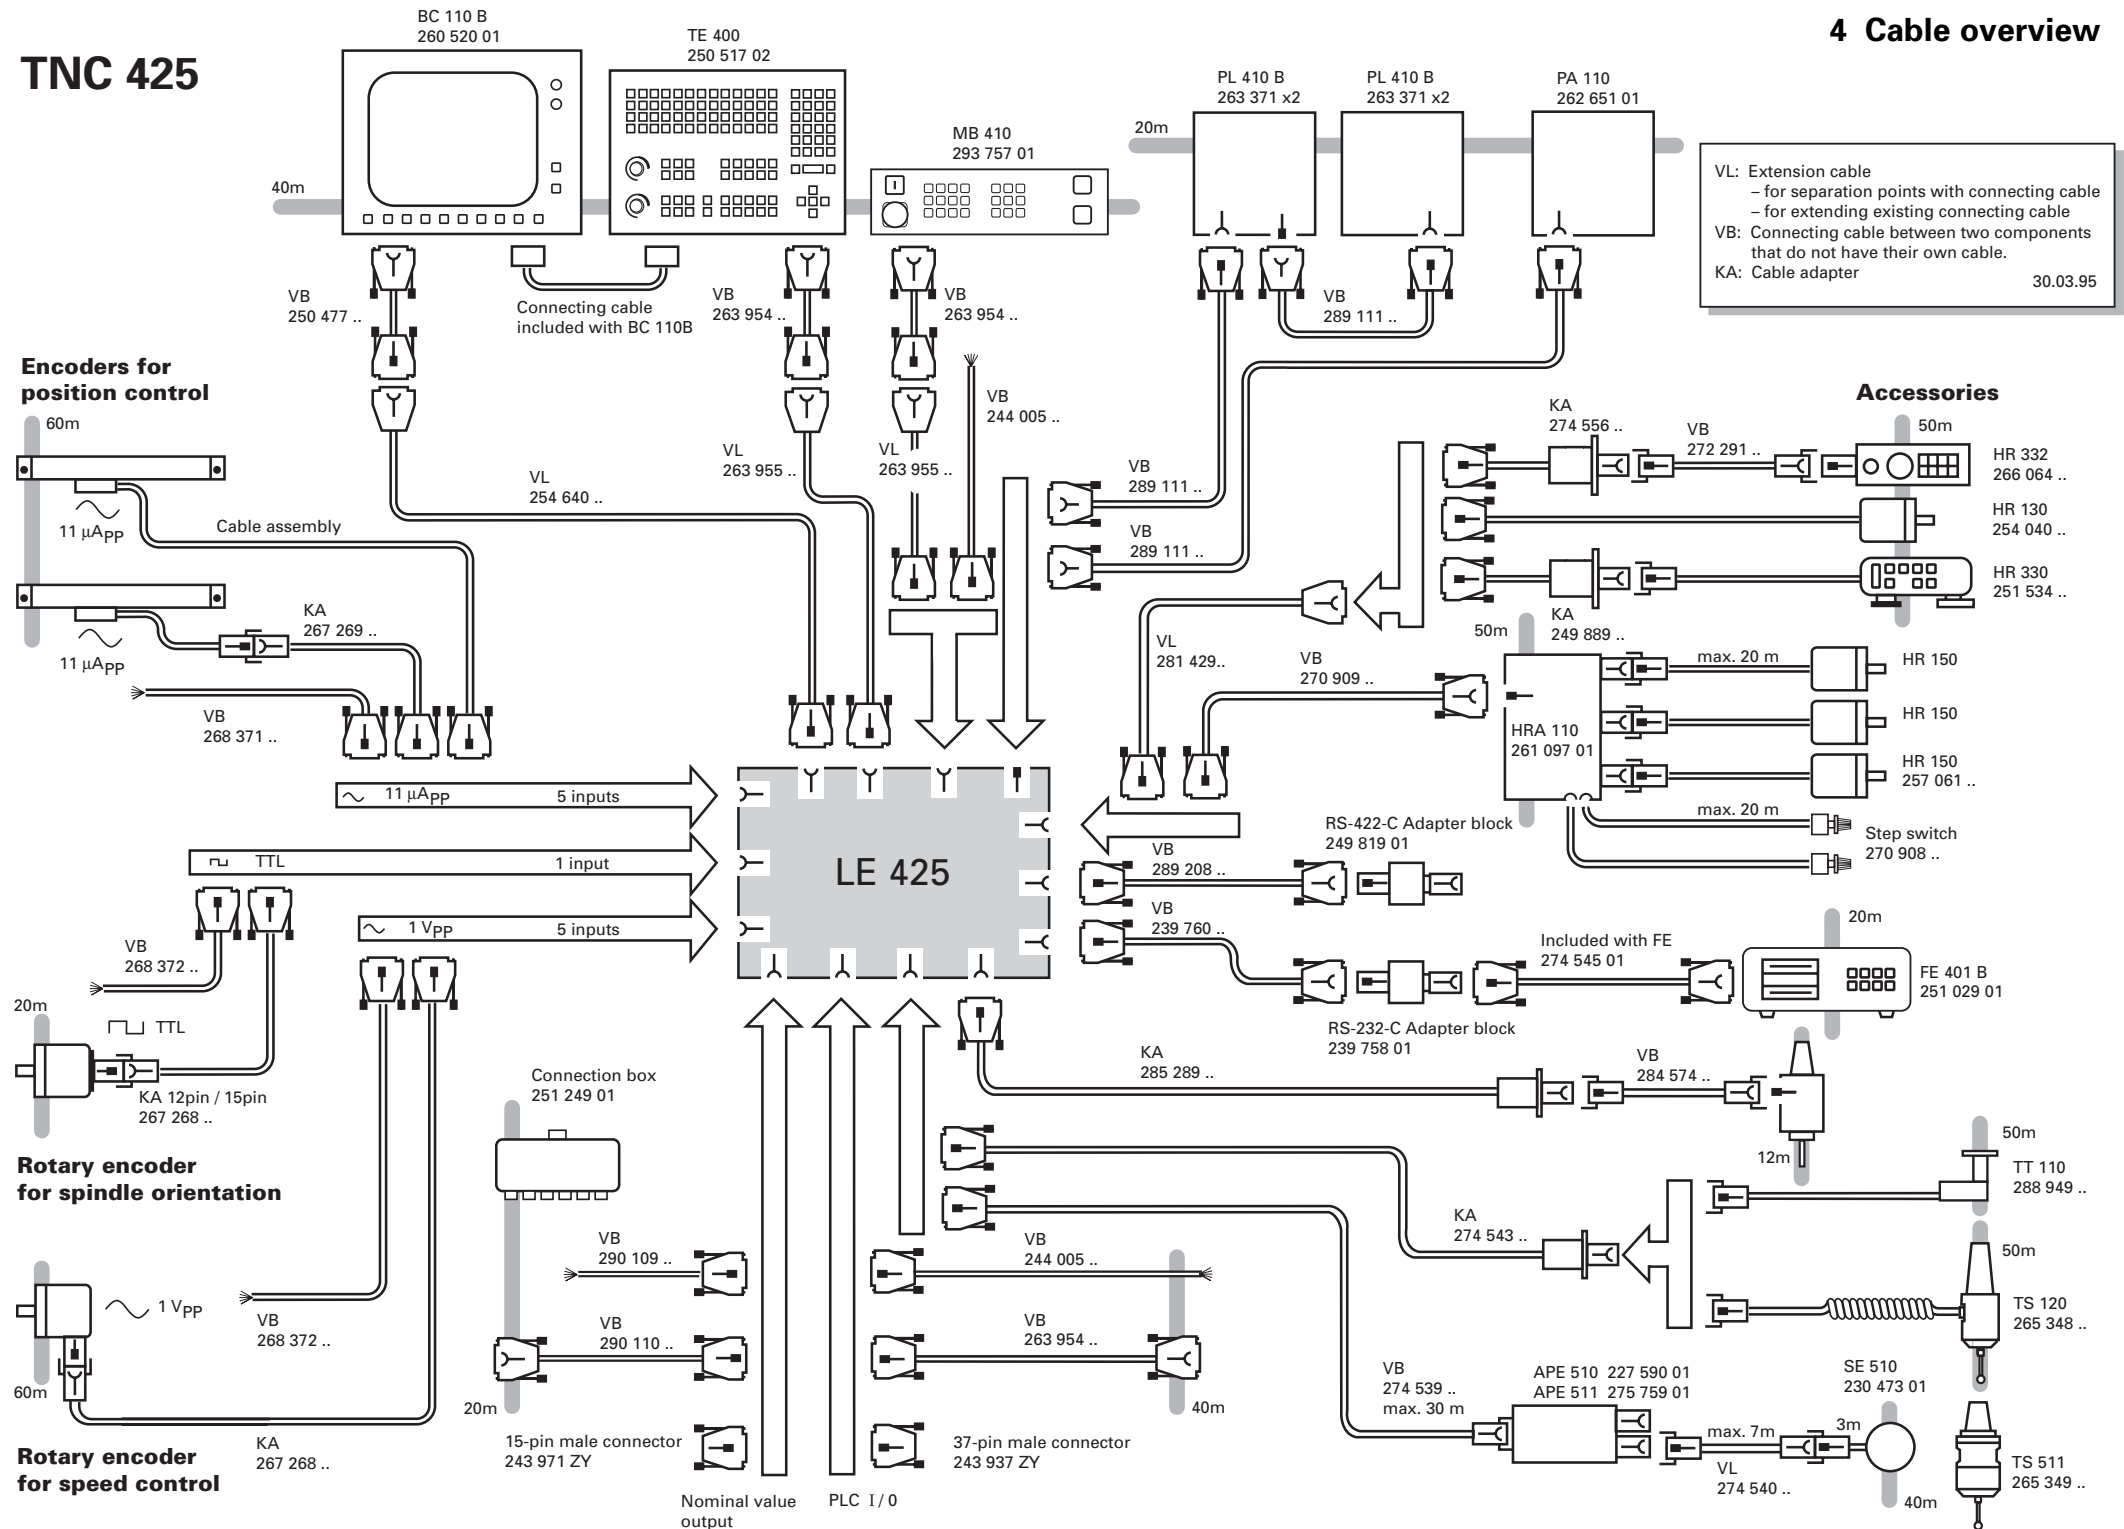 4 Cable overview
TNC 425
BC 110 B
260 520 01
TE 400
250 517 02
MB 410
293 757 01
PL 410 B
263 371 x2
PL 410 B
263 371 x2
PA 110
262 651 01
20m
40m
VL: Extension cable
– for separation points with connecting cable
– for extending existing connecting cable
VB: Connecting cable between two components
that do not have their own cable.
KA: Cable adapter
30.03.95
VB
250 477 ..
Connecting cable
included with BC 110B
VB
263 954 ..
VB
263 954 ..
VB
289 111 ..
Encoders for
position control
60m
11 µAPP
Cable assembly
11 µAPP
KA
267 269 ..
VB
268 371 ..
VL
254 640 ..
VL
263 955 ..
VL
263 955 ..
VB
244 005 ..
VB
289 111 ..
VB
289 111 ..
Accessories
50m
KA
274 556 ..
VB
272 291 ..
HR 332
266 064 ..
HR 130
254 040 ..
HR 330
251 534 ..
KA
249 889 ..
50m
VL
281 429..
VB
270 909 ..
HRA 110
261 097 01
max. 20 m
HR 150
HR 150
HR 150
257 061 ..
max. 20 m
Step switch
270 908 ..
11 µAPP
5 inputs
TTL
1 input
1 VPP
5 inputs
LE 425
RS-422-C Adapter block
249 819 01
VB
289 208 ..
VB
239 760 ..
RS-232-C Adapter block
239 758 01
Included with FE
274 545 01
20m
FE 401 B
251 029 01
VB
268 372 ..
20m
TTL
KA 12pin / 15pin
267 268 ..
Rotary encoder
for spindle orientation
KA
285 289 ..
VB
284 574 ..
12m
Connection box
251 249 01
50m
TT 110
288 949 ..
KA
274 543 ..
50m
TS 120
265 348 ..
1 VPP
VB
268 372 ..
60m
KA
267 268 ..
Rotary encoder
for speed control
VB
290 109 ..
VB
290 110 ..
20m
15-pin male connector
243 971 ZY
Nominal value
output
PLC I / 0
VB
244 005 ..
VB
263 954 ..
40m
37-pin male connector
243 937 ZY
VB
274 539 ..
max. 30 m
APE 510 227 590 01
APE 511 275 759 01
SE 510
230 473 01
max. 7m
3m
VL
274 540 ..
40m
TS 511
265 349 ..